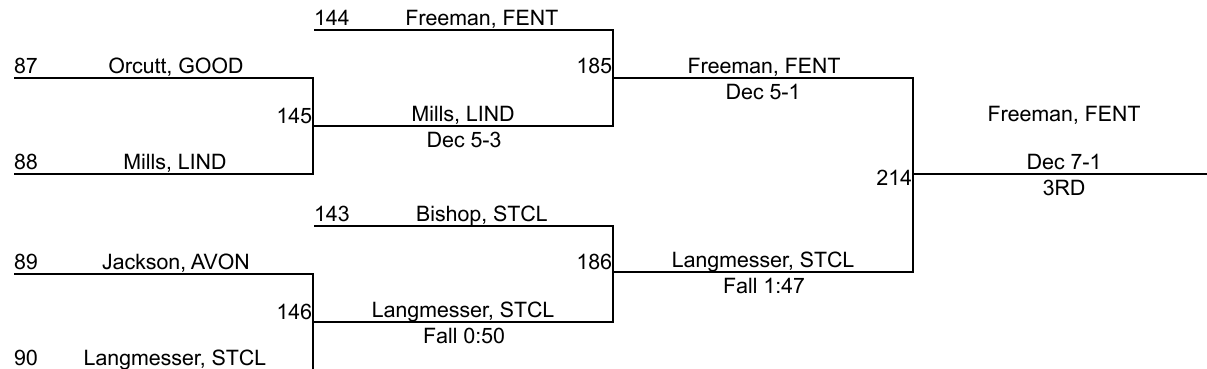 144 Freeman, FENT
87 Orcutt, GOOD
185 Freeman, FENT
Dec 5-1
145 Mills, LIND
Dec 5-3
Freeman, FENT
88 Mills, LIND
Dec 7-1
214
3RD
143 Bishop, STCL
89 Jackson, AVON
186 Langmesser, STCL
Fall 1:47
146 Langmesser, STCL
Fall 0:50
90 Langmesser, STCL